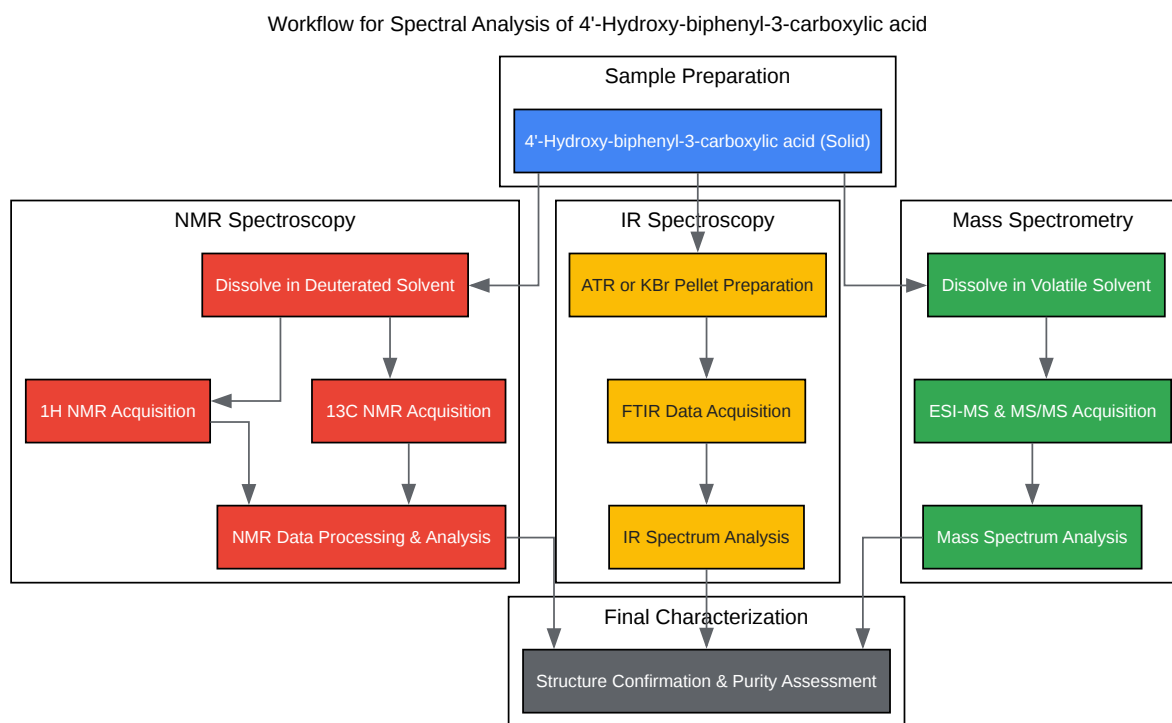 Workflow for Spectral Analysis of 4'-Hydroxy-biphenyl-3-carboxylic acid
Sample Preparation
4'-Hydroxy-biphenyl-3-carboxylic acid (Solid)
NMR Spectroscopy
IR Spectroscopy
Mass Spectrometry
Dissolve in Deuterated Solvent
ATR or KBr Pellet Preparation
Dissolve in Volatile Solvent
1H NMR Acquisition
13C NMR Acquisition
FTIR Data Acquisition
ESI-MS & MS/MS Acquisition
NMR Data Processing & Analysis
IR Spectrum Analysis
Mass Spectrum Analysis
Final Characterization
Structure Confirmation & Purity Assessment